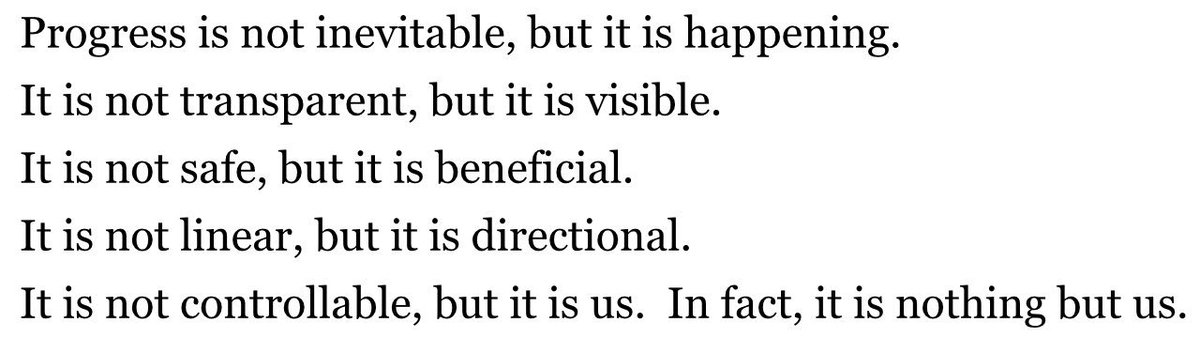 Progress is not inevitable, but it is happening.
It is not transparent, but it is visible.
It is not safe, but it is beneficial.
It is not linear, but it is directional.
It is not controllable, but it is us.  In fact, it is nothing but us.